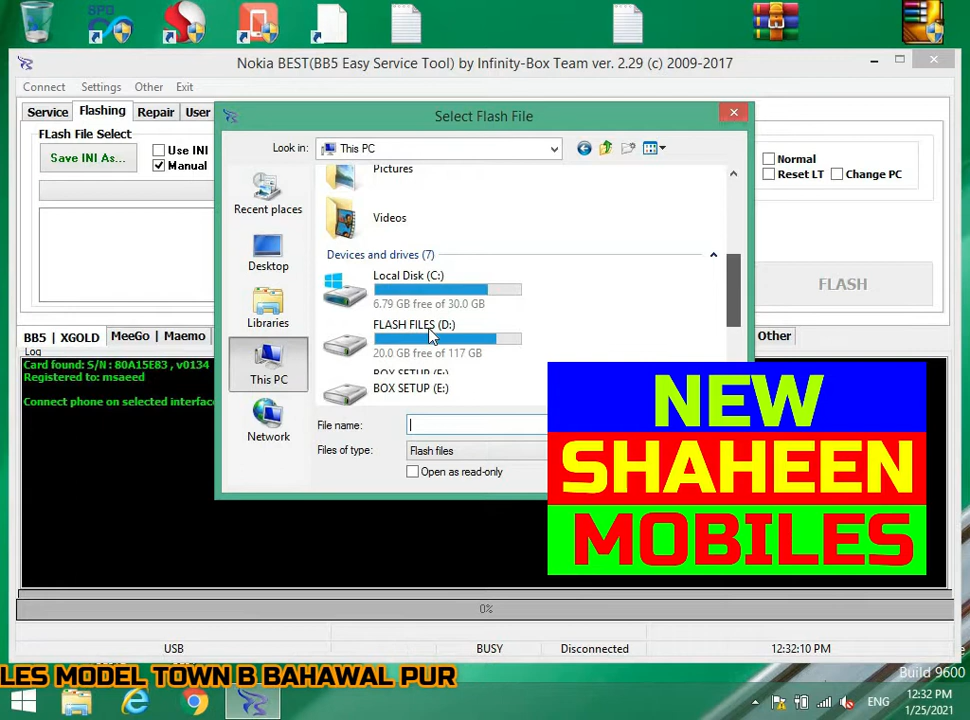 SPD
Nokia BEST(BB5 Easy Service Tool) by Infinity-Box Team ver. 2.29 (c) 2009-2017
Connect Settings Other Exit
Service Flashing Repair User
FLash File Select
Save INI As...
Use INI
Manual
Normal
Reset LT Change PC
FLASH
BB5 | XGOLD MeeGo | Maemo Other
Log
Card found: S/N : 80A15E83 , v0134
Registered to: msaeed
Connect phone on selected interface
Select Flash File
Look in: This PC
Recent places
Desktop
Libraries
This PC
Network
Pictures
Videos
Devices and drives (7)
Local Disk (C:)
6.79 GB free of 30.0 GB
FLASH FILES (D:)
20.0 GB free of 117 GB
BOX SETUP (E:)
BOX SETUP (E:)
File name:
Files of type: Flash files
Open as read-only
NEW
SHAHEEN
MOBILES
0%
USB BUSY Disconnected 12:32:10 PM
LES MODEL TOWN B BAHAWAL PUR
Build 9600
ENG
12:32 PM
1/25/2021